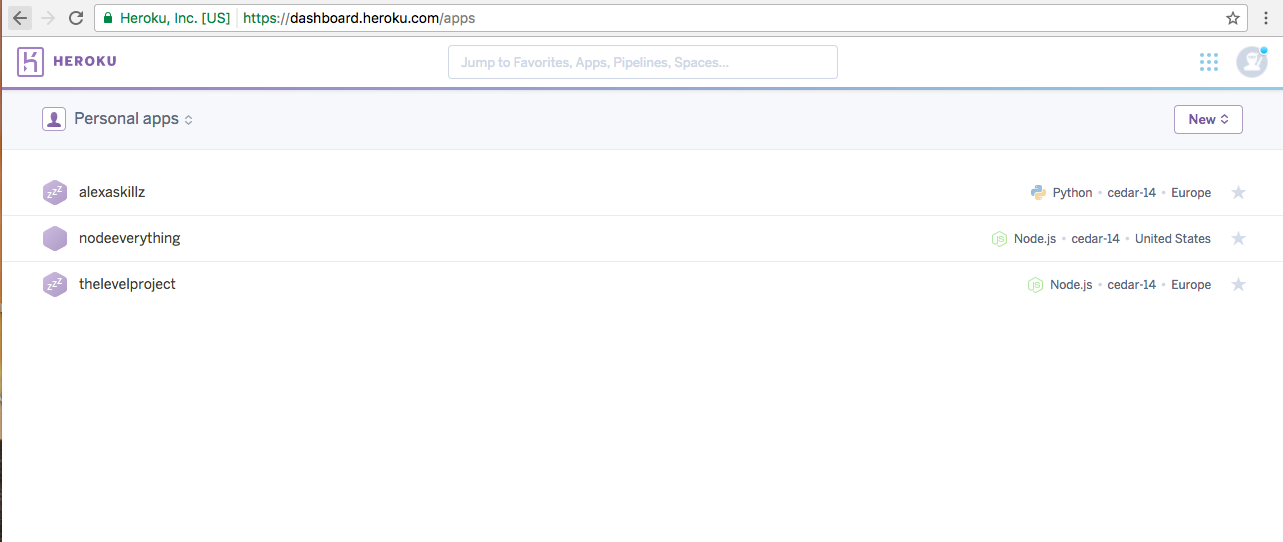 Heroku, Inc. [US] https://dashboard.heroku.com/apps
HEROKU Jump to Favorites, Apps, Pipelines, Spaces...
Personal apps New
zzz alexaskillz Python • cedar-14 • Europe
nodeeverything JS Node.js • cedar-14 • United States
zzz thelevelproject JS Node.js • cedar-14 • Europe